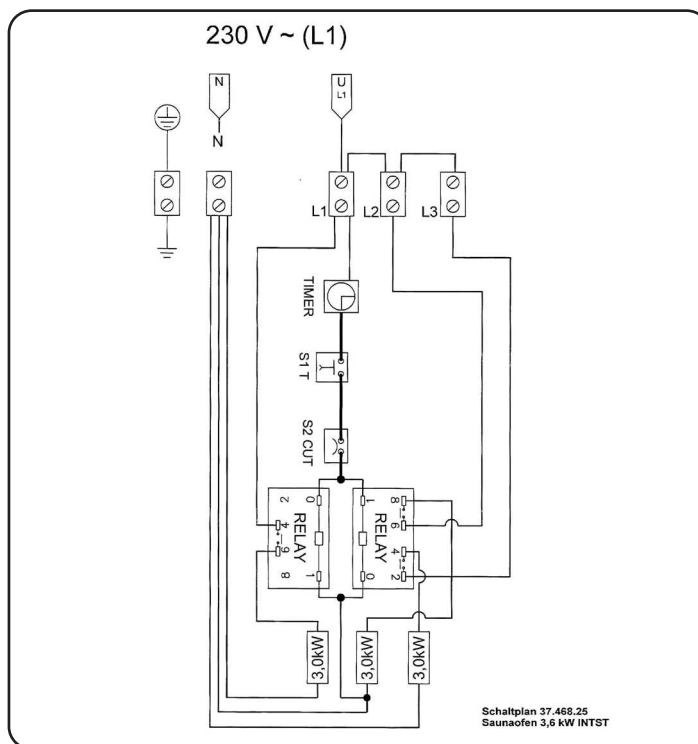 230 V ~ (L1)
N
U
L1
N
L1
L2
L3
TIMER
S1 T
S2 CUT
2
0
4
6
8
1
RELAY
1
8
6
4
0
2
RELAY
3,0kW
3,0kW
3,0kW
Schaltplan 37.468.25
Saunaofen 3,6 kW INTST